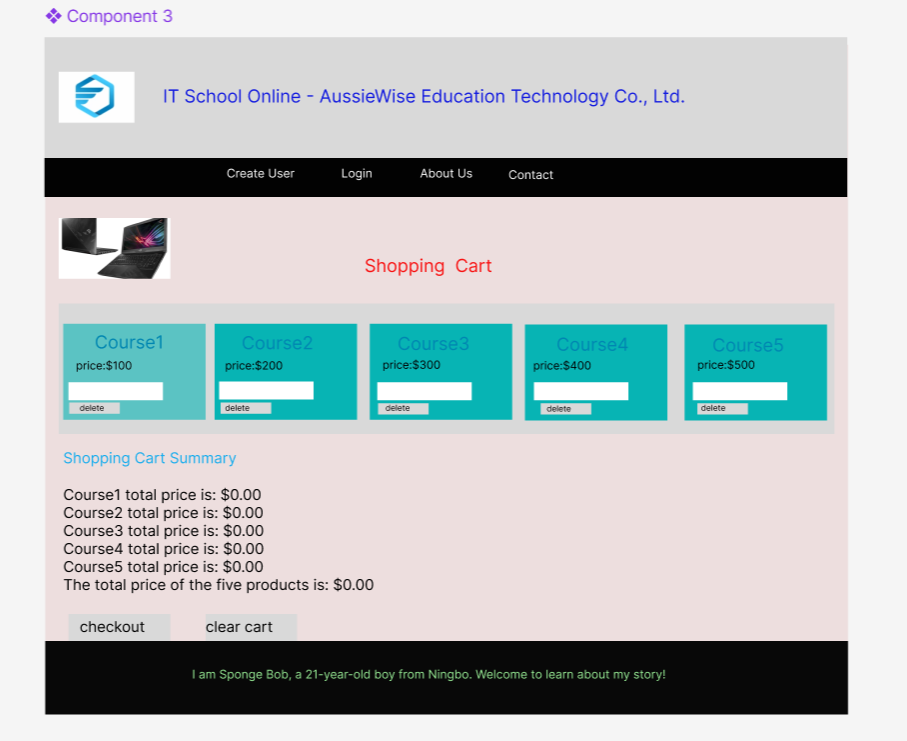 Component 3
IT School Online - AussieWise Education Technology Co., Ltd.
Create User Login About Us Contact
Shopping Cart
Course1 Course2 Course3 Course4 Course5
price:$100 price:$200 price:$300 price:$400 price:$500
delete delete delete delete delete
Shopping Cart Summary
Course1 total price is: $0.00
Course2 total price is: $0.00
Course3 total price is: $0.00
Course4 total price is: $0.00
Course5 total price is: $0.00
The total price of the five products is: $0.00
checkout clear cart
I am Sponge Bob, a 21-year-old boy from Ningbo. Welcome to learn about my story!